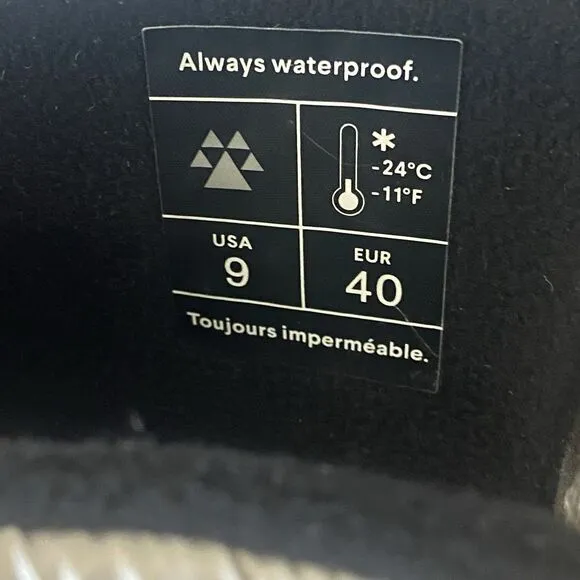 Always waterproof.
-24°C
-11°F
USA
9
EUR
40
Toujours imperméable.